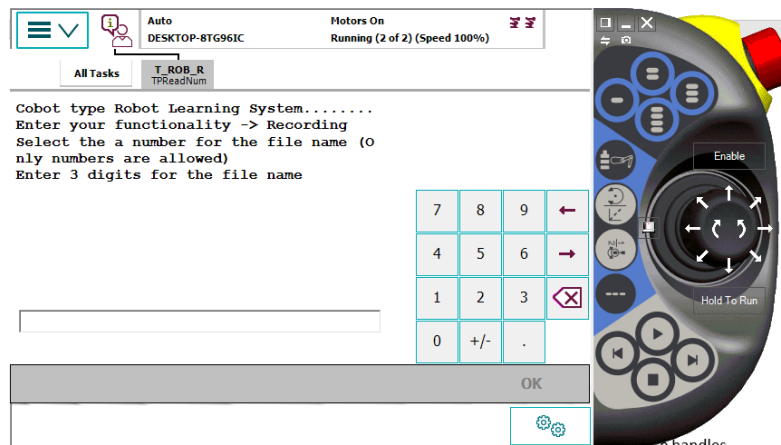 Auto
DESKTOP-8TG96IC
Motors On
Running (2 of 2) (Speed 100%)
All Tasks
T_ROB_R
TPReadNum
Cobot type Robot Learning System........
Enter your functionality -> Recording
Select the a number for the file name (O
nly numbers are allowed)
Enter 3 digits for the file name
7 8 9
4 5 6
1 2 3
0 +/- .
OK
Enable
Hold To Run
handles